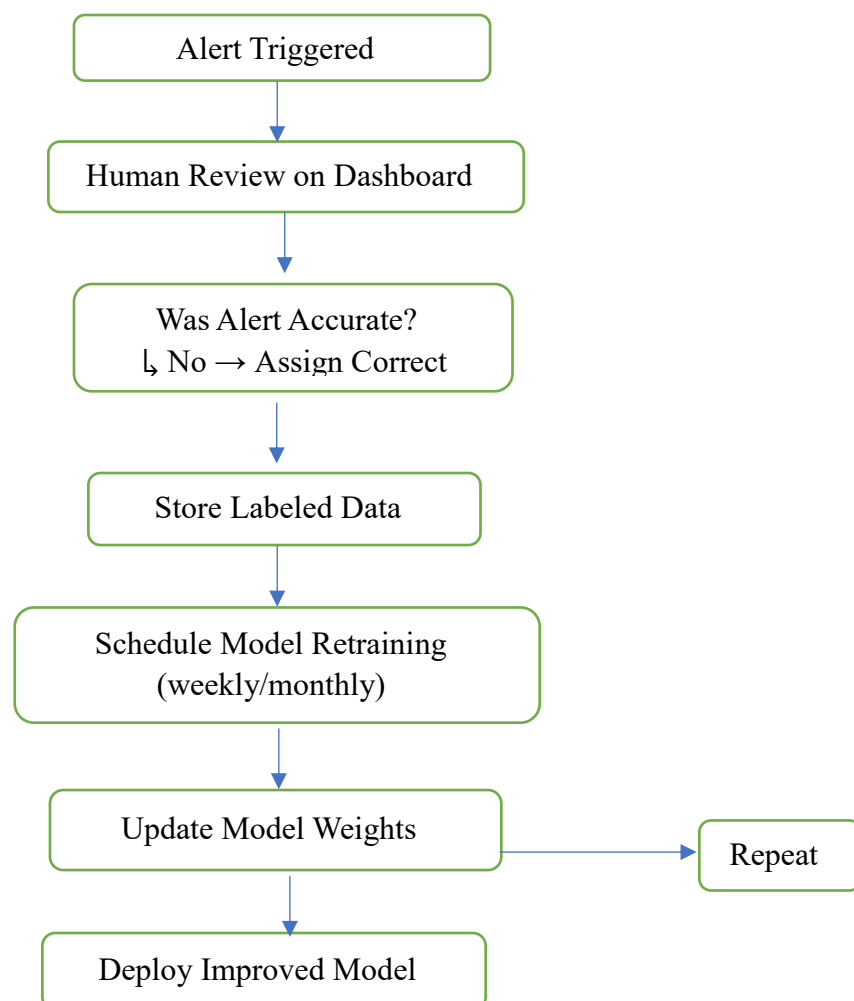 Alert Triggered
Human Review on Dashboard
Was Alert Accurate?
↳ No → Assign Correct
Store Labeled Data
Schedule Model Retraining
(weekly/monthly)
Update Model Weights
Repeat
Deploy Improved Model